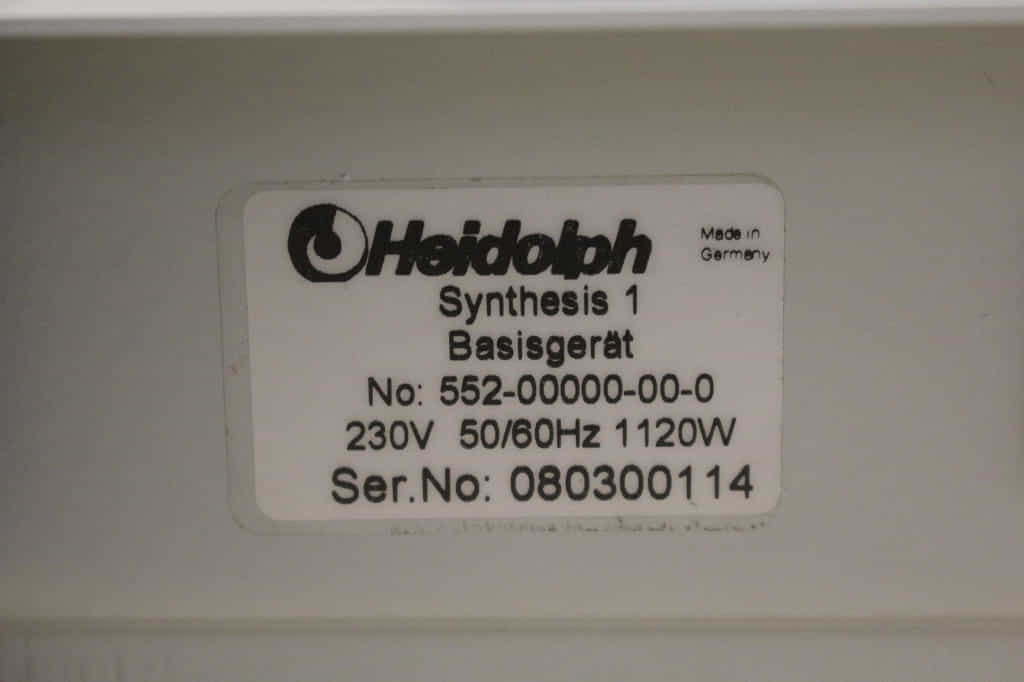 Heidolph
Made in
Germany
Synthesis 1
Basisgerät
No: 552-00000-00-0
230V 50/60Hz 1120W
Ser.No: 080300114